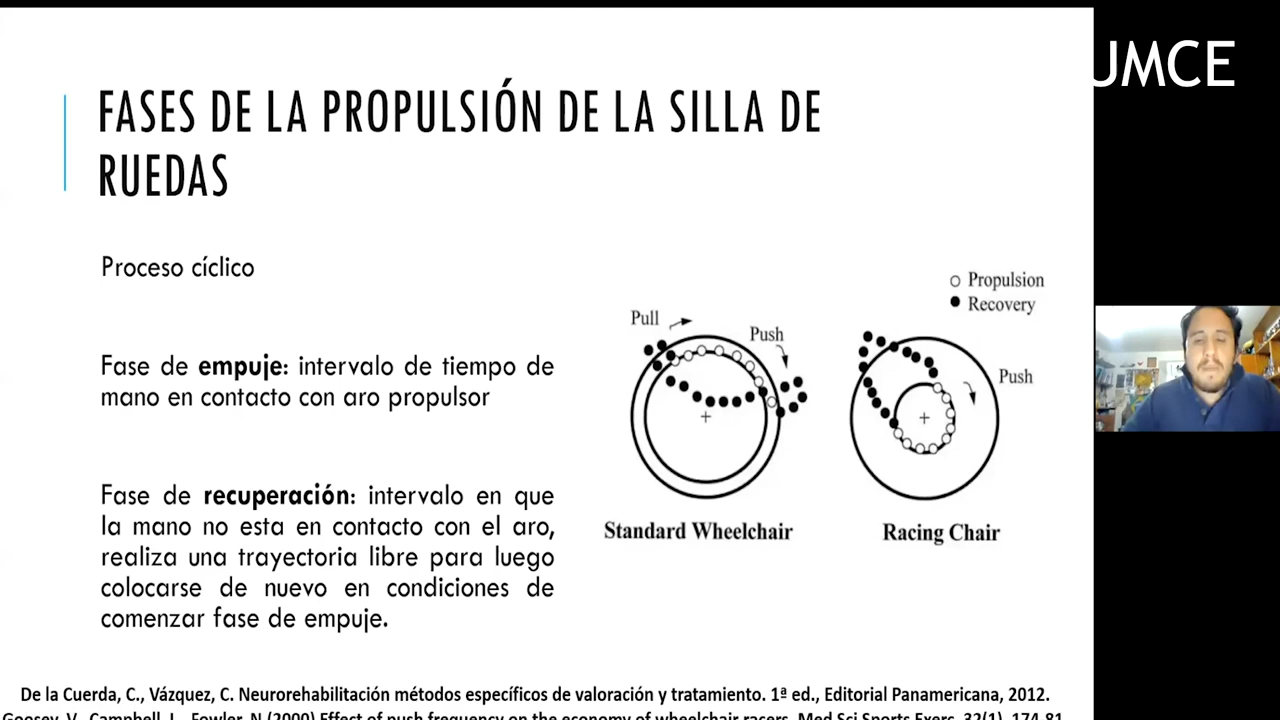 UMCE
FASES DE LA PROPULSIÓN DE LA SILLA DE
RUEDAS
Proceso cíclico
Fase de empuje: intervalo de tiempo de
mano en contacto con aro propulsor
Fase de recuperación: intervalo en que
la mano no esta en contacto con el aro,
realiza una trayectoria libre para luego
colocarse de nuevo en condiciones de
comenzar fase de empuje.
Propulsion
Recovery
Pull
Push
Push
Standard Wheelchair
Racing Chair
De la Cuerda, C., Vázquez, C. Neurorehabilitación métodos específicos de valoración y tratamiento. 1ª ed., Editorial Panamericana, 2012.
Goosey, V., Campbell, I., Fowler, N (2000) Effect of push frequency on the economy of wheelchair racers. Med Sci Sports Exerc. 32(1), 174-81